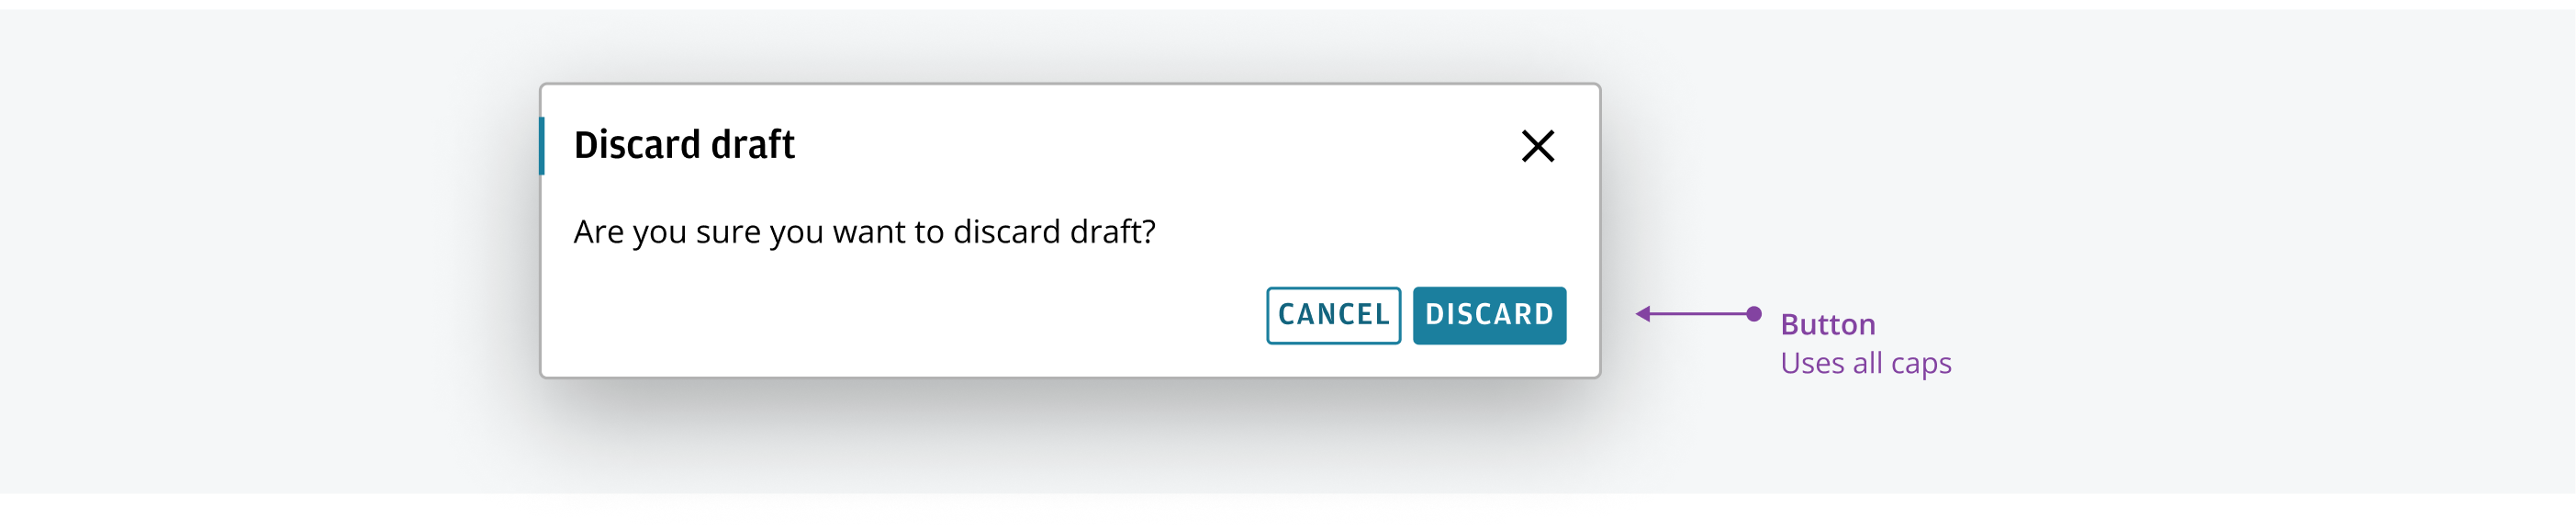 Discard draft
Are you sure you want to discard draft?
CANCEL DISCARD
Button
Uses all caps